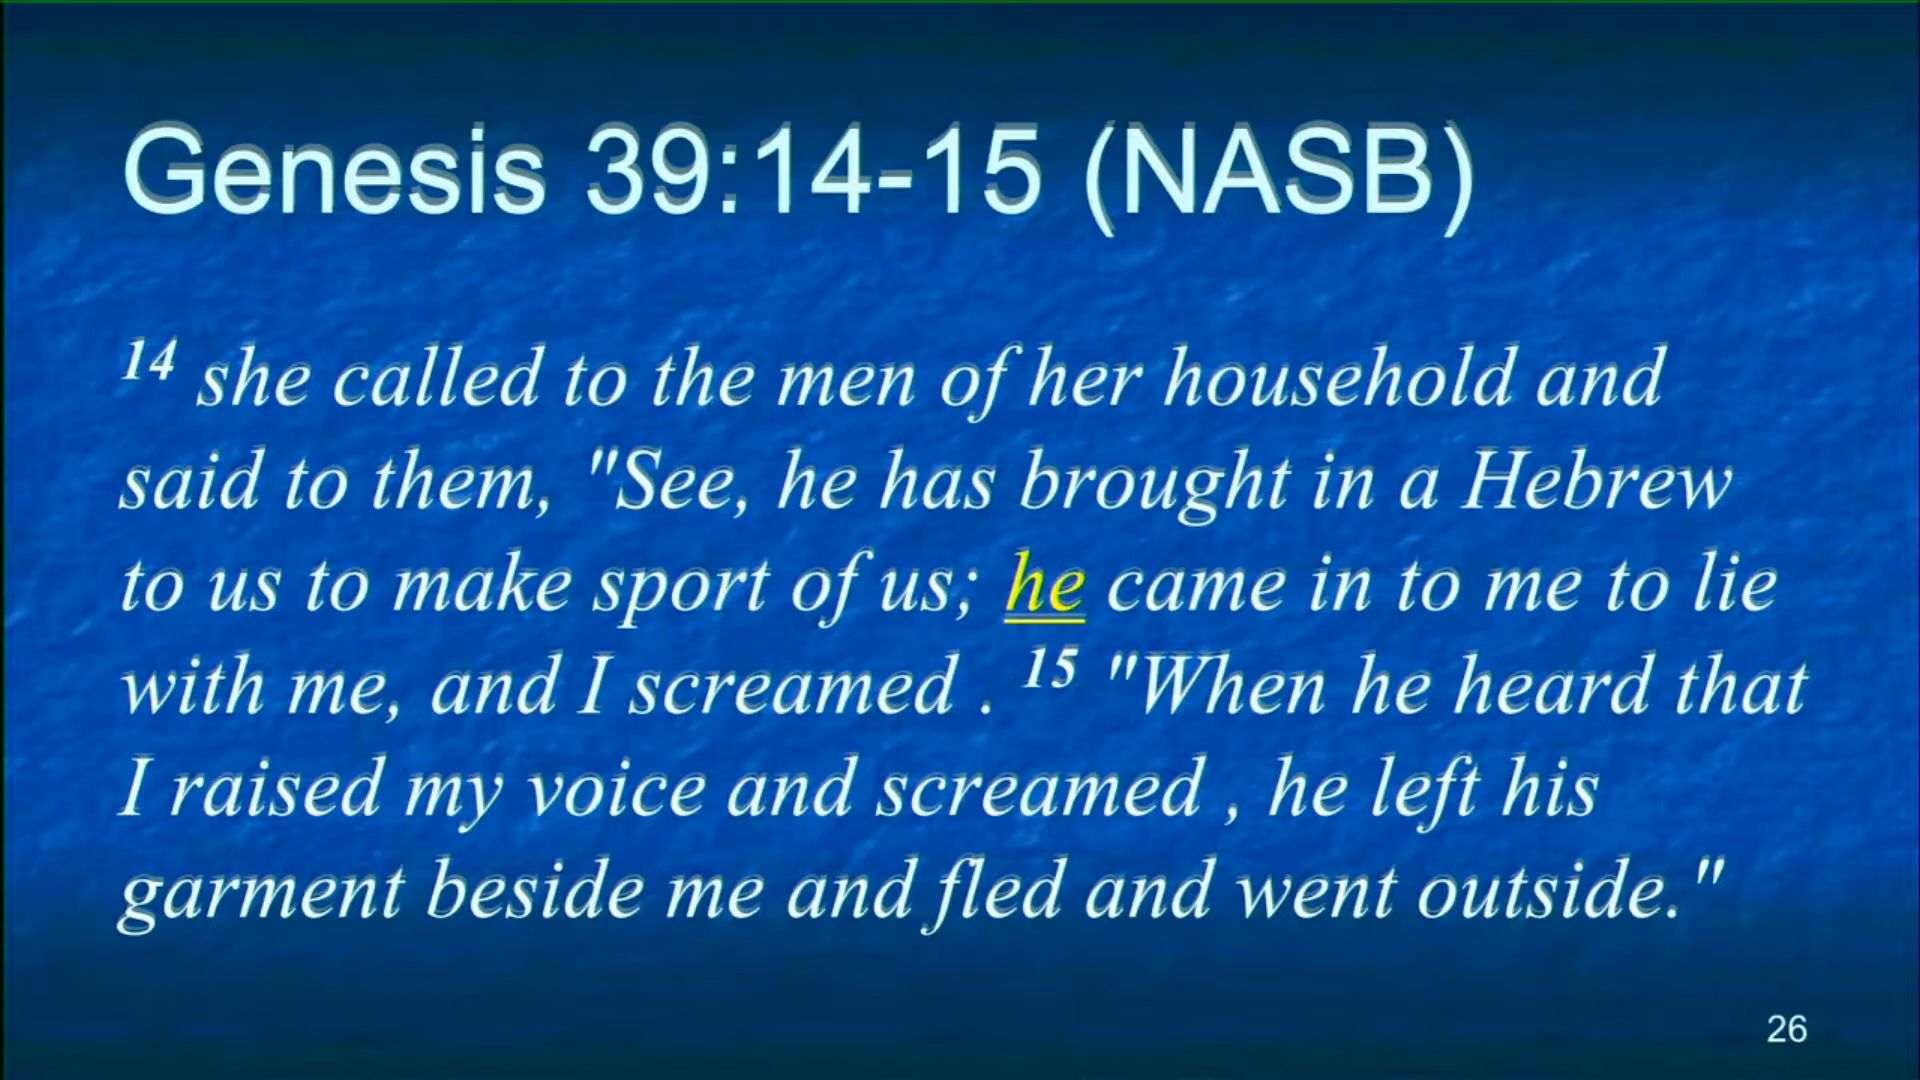 Genesis 39:14-15 (NASB)
14 she called to the men of her household and
said to them, "See, he has brought in a Hebrew
to us to make sport of us; he came in to me to lie
with me, and I screamed . 15 "When he heard that
I raised my voice and screamed , he left his
garment beside me and fled and went outside."
26